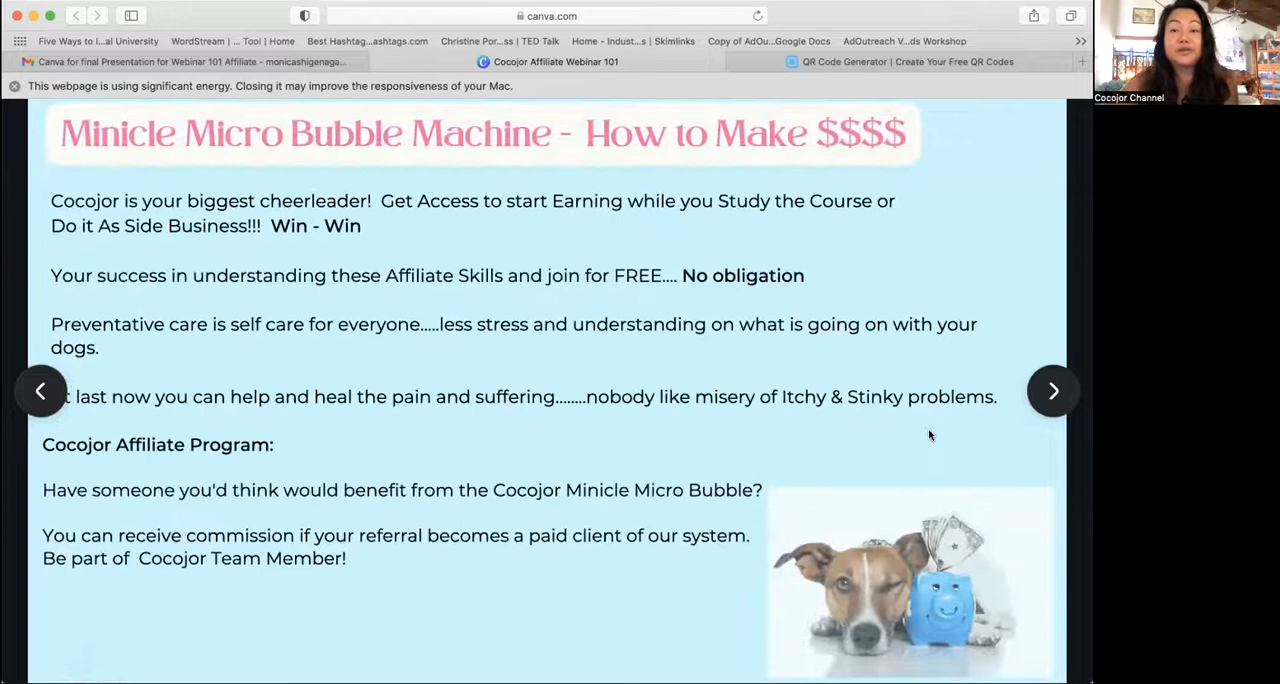 canva.com
Five Ways to I...al University
WordStream | ... Tool | Home
Best Hashtag...ashtags.com
Christine Por...ss | TED Talk
Home - Indust...s | Skimlinks
Copy of AdOu...Google Docs
AdOutreach V...ds Workshop
Canva for final Presentation for Webinar 101 Affiliate - monicashigenaga...
Cocojor Affiliate Webinar 101
QR Code Generator | Create Your Free QR Codes
This webpage is using significant energy. Closing it may improve the responsiveness of your Mac.
Cocojor Channel
Minicle Micro Bubble Machine - How to Make $$$$
Cocojor is your biggest cheerleader! Get Access to start Earning while you Study the Course or
Do it As Side Business!!! Win - Win
Your success in understanding these Affiliate Skills and join for FREE.... No obligation
Preventative care is self care for everyone.....less stress and understanding on what is going on with your
dogs.
t last now you can help and heal the pain and suffering........nobody like misery of Itchy & Stinky problems.
Cocojor Affiliate Program:
Have someone you'd think would benefit from the Cocojor Minicle Micro Bubble?
You can receive commission if your referral becomes a paid client of our system.
Be part of Cocojor Team Member!